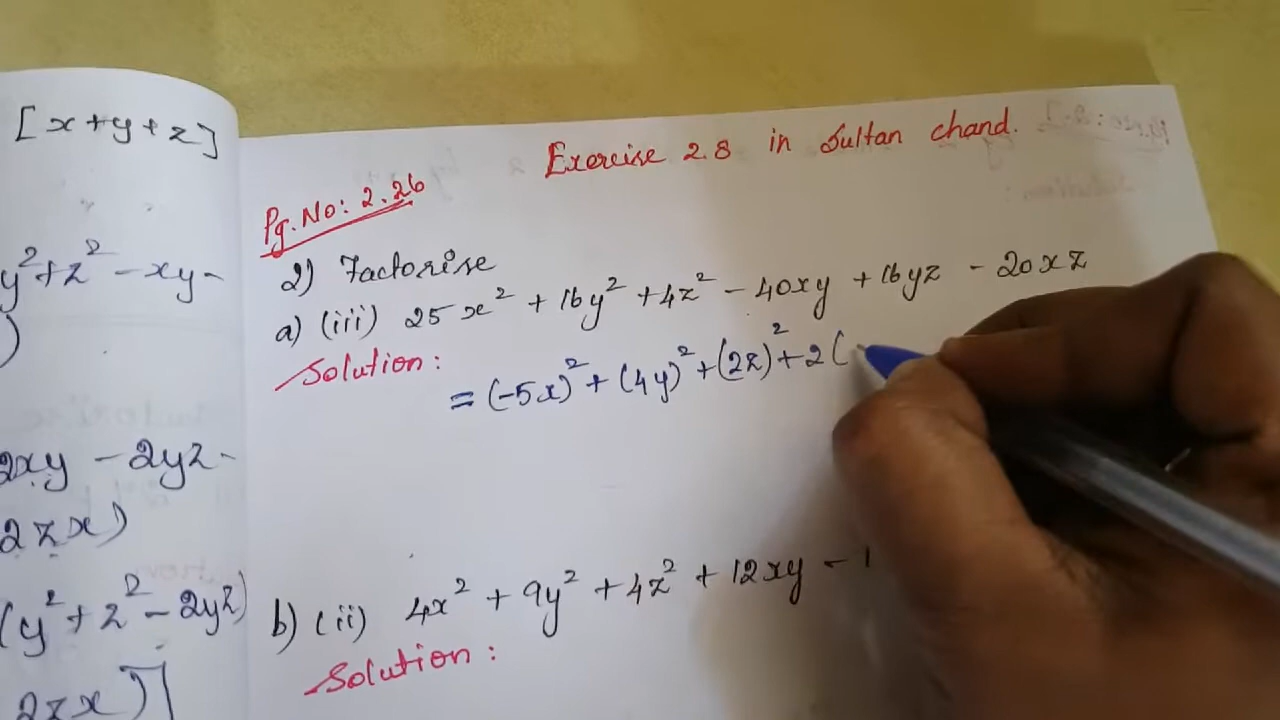 [x+y+z]
y²+z² - xy -
)
2xy - 2yz -
2zx)
(y² + z² - 2yz)
2zx)]
Exercise 2.8 in Sultan chand.
Pg.No: 2.26
2) Factorise
a) (iii) 25x² + 16y² + 4z² - 40xy + 16yz - 20xz
Solution:
= (-5x)² + (4y)² + (2z)² + 2(
b) (ii) 4x² + 9y² + 4z² + 12xy - 1
Solution: